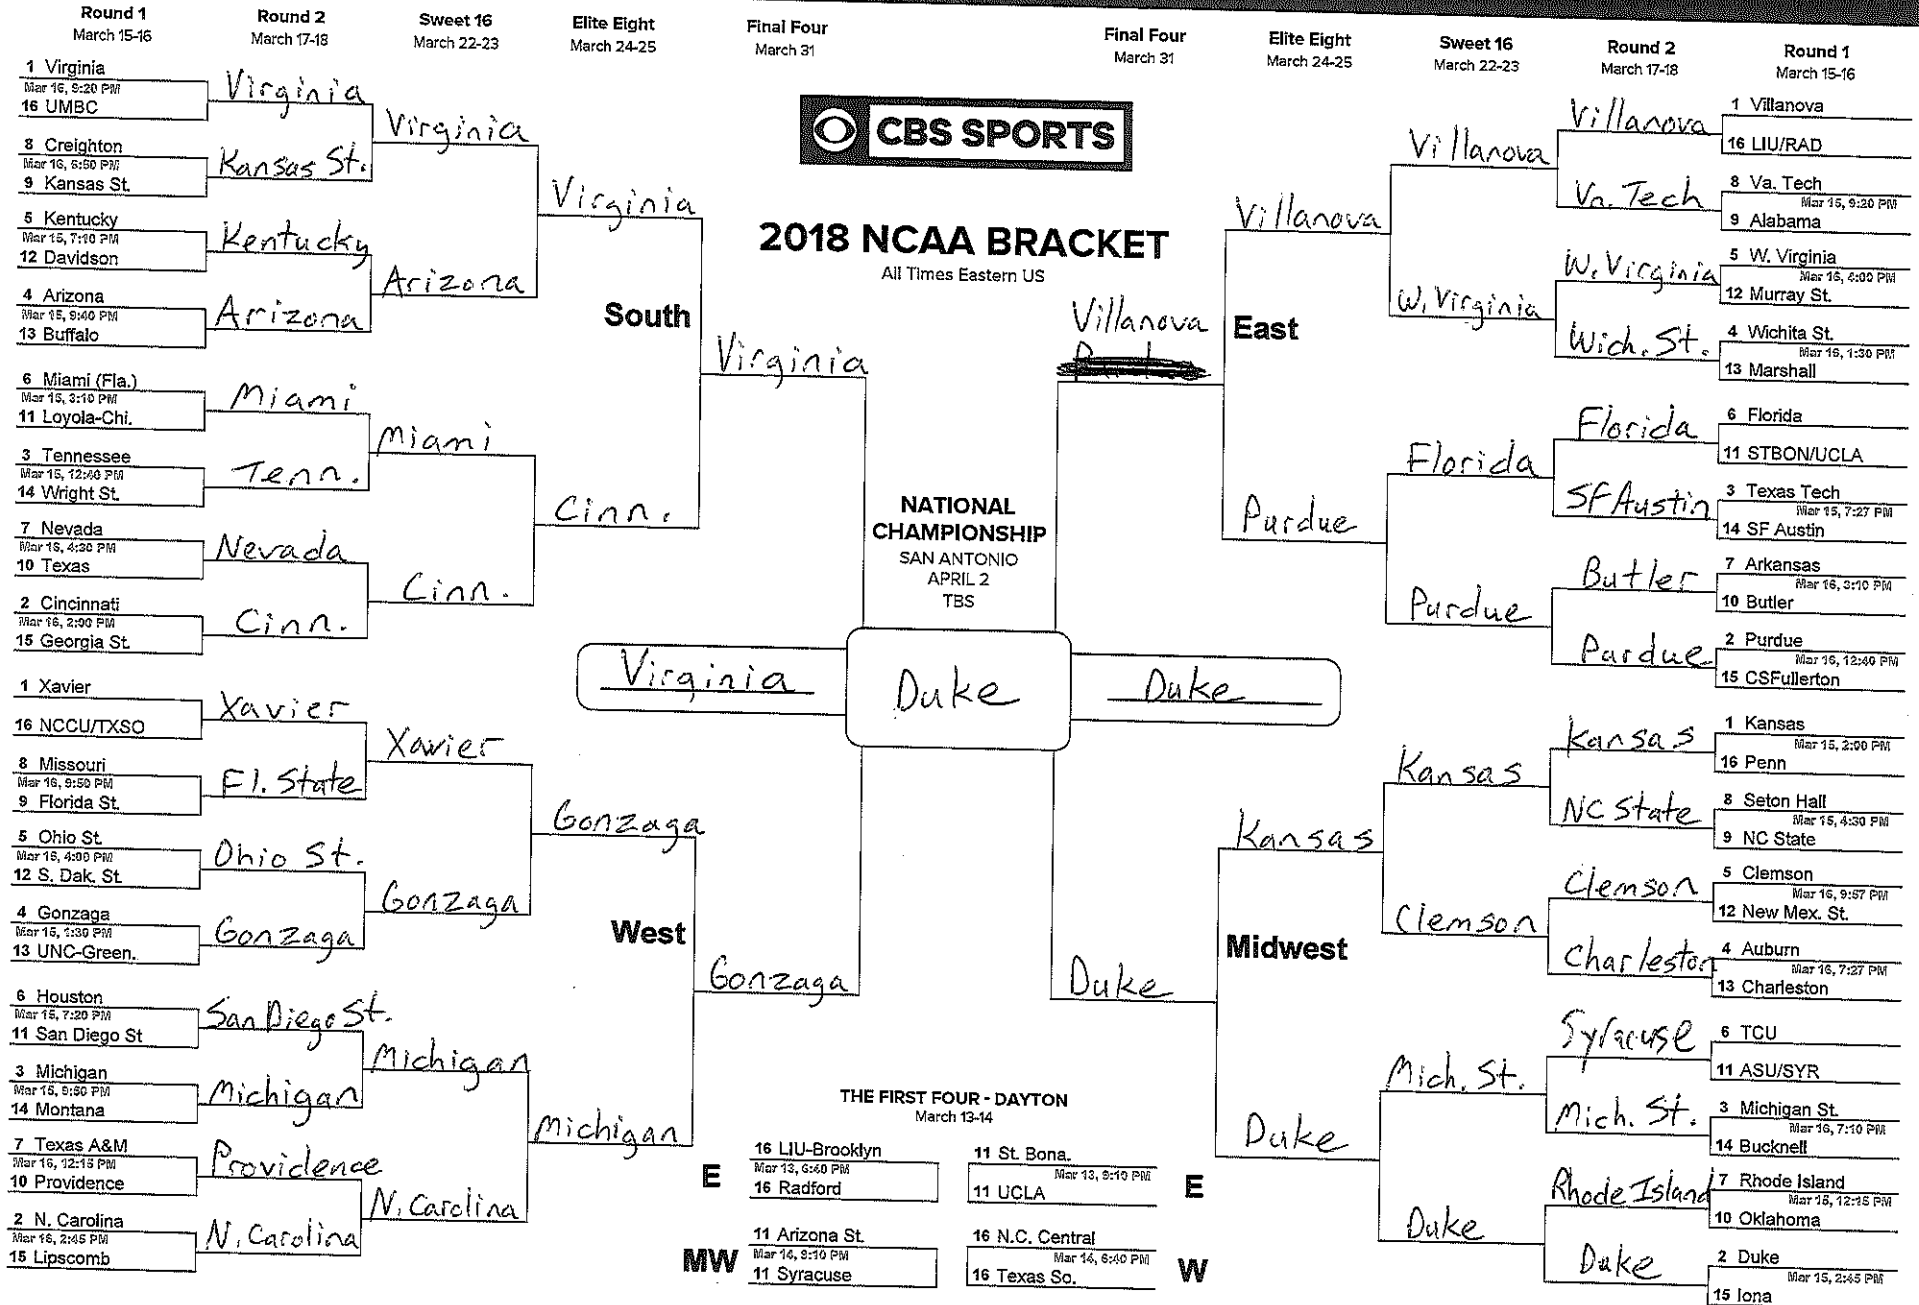 Round 1
March 15-16
Round 2
March 17-18
Sweet 16
March 22-23
Elite Eight
March 24-25
Final Four
March 31
Final Four
March 31
Elite Eight
March 24-25
Sweet 16
March 22-23
Round 2
March 17-18
Round 1
March 15-16
CBS SPORTS
2018 NCAA BRACKET
All Times Eastern US
1 Virginia
Mar 16, 9:20 PM
16 UMBC
8 Creighton
Mar 16, 6:50 PM
9 Kansas St.
5 Kentucky
Mar 15, 7:10 PM
12 Davidson
4 Arizona
Mar 15, 9:40 PM
13 Buffalo
6 Miami (Fla.)
Mar 15, 3:10 PM
11 Loyola-Chi.
3 Tennessee
Mar 15, 12:40 PM
14 Wright St.
7 Nevada
Mar 16, 4:30 PM
10 Texas
2 Cincinnati
Mar 16, 2:00 PM
15 Georgia St.
Virginia
Kansas St.
Kentucky
Arizona
Miami
Tenn.
Nevada
Cinn.
Virginia
Arizona
Miami
Cinn.
Virginia
Cinn.
South
Virginia
1 Xavier
16 NCCU/TXSO
8 Missouri
Mar 16, 9:50 PM
9 Florida St.
5 Ohio St.
Mar 15, 4:00 PM
12 S. Dak. St.
4 Gonzaga
Mar 15, 1:30 PM
13 UNC-Green.
6 Houston
Mar 15, 7:20 PM
11 San Diego St
3 Michigan
Mar 15, 9:50 PM
14 Montana
7 Texas A&M
Mar 16, 12:15 PM
10 Providence
2 N. Carolina
Mar 16, 2:45 PM
15 Lipscomb
Xavier
Fl. State
Ohio St.
Gonzaga
San Diego St.
Michigan
Providence
N. Carolina
Xavier
Gonzaga
Michigan
N. Carolina
Gonzaga
Michigan
West
Gonzaga
NATIONAL
CHAMPIONSHIP
SAN ANTONIO
APRIL 2
TBS
Virginia
Duke
Duke
Villanova
East
Villanova
Purdue
Villanova
W. Virginia
Florida
Purdue
Villanova
Va. Tech
W. Virginia
Wich. St.
Florida
SF Austin
Butler
Purdue
1 Villanova
16 LIU/RAD
8 Va. Tech
Mar 15, 9:20 PM
9 Alabama
5 W. Virginia
Mar 16, 4:00 PM
12 Murray St.
4 Wichita St.
Mar 16, 1:30 PM
13 Marshall
6 Florida
11 STBON/UCLA
3 Texas Tech
Mar 15, 7:27 PM
14 SF Austin
7 Arkansas
Mar 16, 3:10 PM
10 Butler
2 Purdue
Mar 16, 12:40 PM
15 CSFullerton
Duke
Midwest
Kansas
Duke
Kansas
Clemson
Mich. St.
Duke
Kansas
NC State
Clemson
Charleston
Syracuse
Mich. St.
Rhode Island
Duke
1 Kansas
Mar 15, 2:00 PM
16 Penn
8 Seton Hall
Mar 15, 4:30 PM
9 NC State
5 Clemson
Mar 16, 9:57 PM
12 New Mex. St.
4 Auburn
Mar 16, 7:27 PM
13 Charleston
6 TCU
11 ASU/SYR
3 Michigan St.
Mar 16, 7:10 PM
14 Bucknell
7 Rhode Island
Mar 15, 12:15 PM
10 Oklahoma
2 Duke
Mar 15, 2:45 PM
15 Iona
THE FIRST FOUR - DAYTON
March 13-14
E
16 LIU-Brooklyn
Mar 13, 6:40 PM
16 Radford
11 St. Bona.
Mar 13, 9:10 PM
11 UCLA
E
MW
11 Arizona St.
Mar 14, 9:10 PM
11 Syracuse
16 N.C. Central
Mar 14, 6:40 PM
16 Texas So.
W